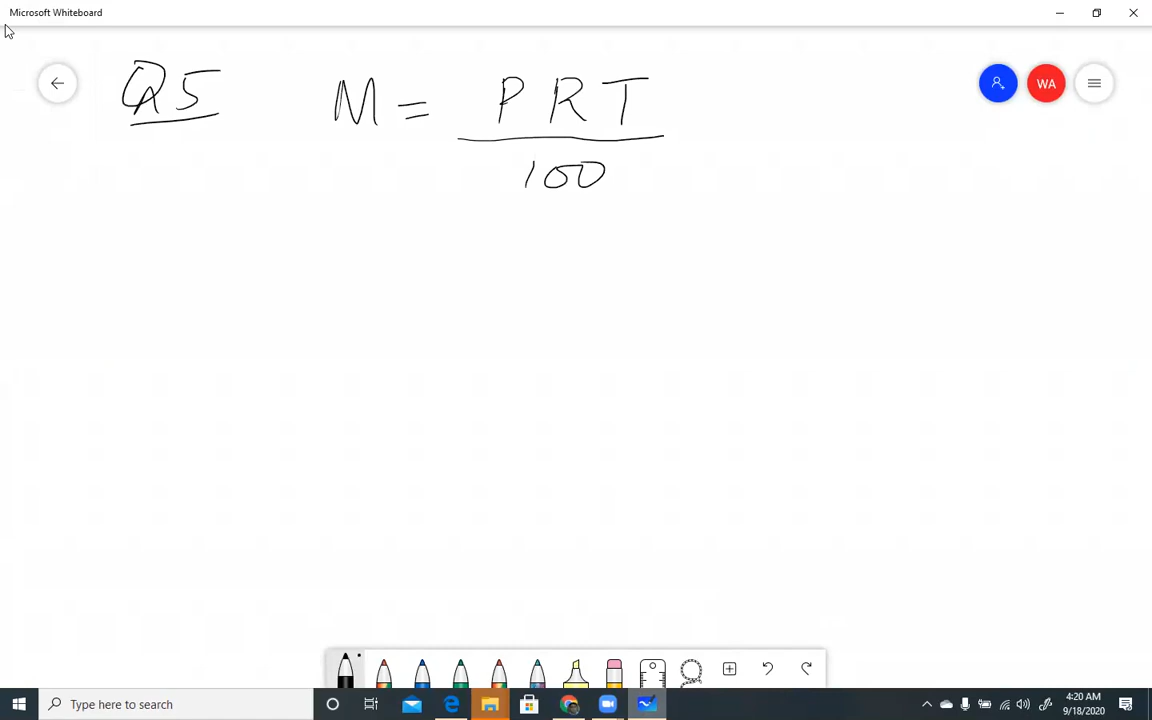 Microsoft Whiteboard
Q5 M = PRT
100
WA
Type here to search
4:20 AM
9/18/2020